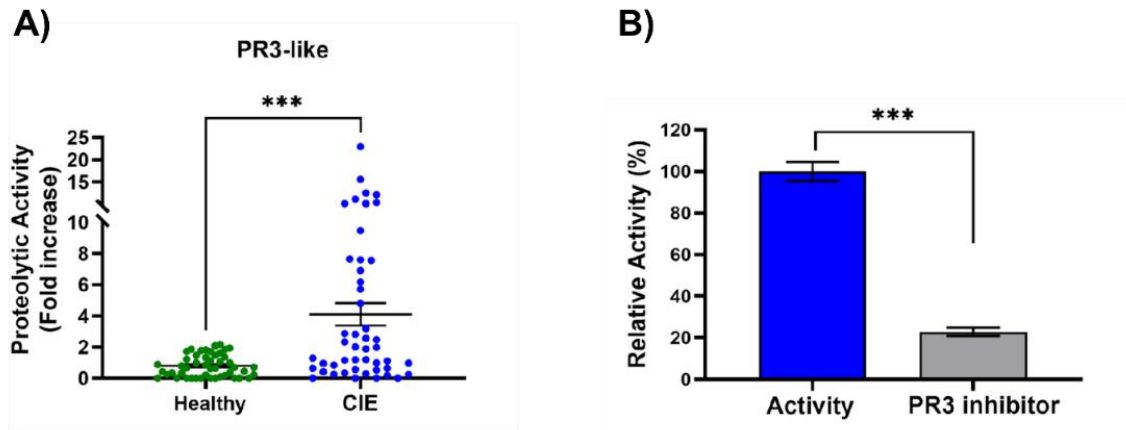 A)
PR3-like
***
25
20
15
10
8
6
4
2
0
Proteolytic Activity
(Fold increase)
Healthy CIE
B)
***
120
100
80
60
40
20
0
Relative Activity (%)
Activity PR3 inhibitor